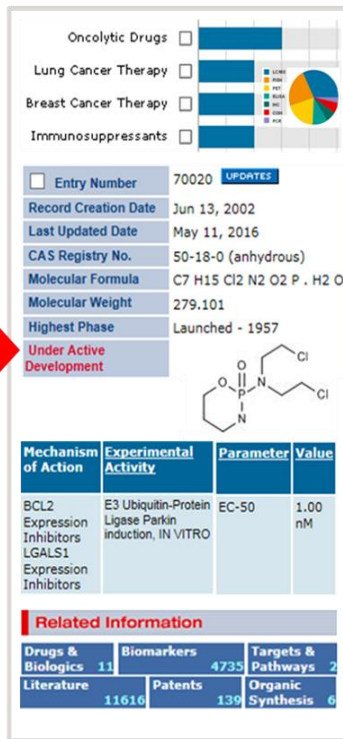 Oncolytic Drugs
Lung Cancer Therapy
Breast Cancer Therapy
Immunosuppressants
Entry Number 70020 UPDATES
Record Creation Date Jun 13, 2002
Last Updated Date May 11, 2016
CAS Registry No. 50-18-0 (anhydrous)
Molecular Formula C7 H15 Cl2 N2 O2 P . H2 O
Molecular Weight 279.101
Highest Phase Launched - 1957
Under Active
Development
Cl
O
O P N
Cl
N
Mechanism of Action Experimental Activity Parameter Value
BCL2
Expression
Inhibitors
LGALS1
Expression
Inhibitors
E3 Ubiquitin-Protein
Ligase Parkin
induction, IN VITRO
EC-50
1.00
nM
Related Information
Drugs &
Biologics 11
Biomarkers
4735
Targets &
Pathways 2
Literature
11616
Patents
139
Organic
Synthesis 6